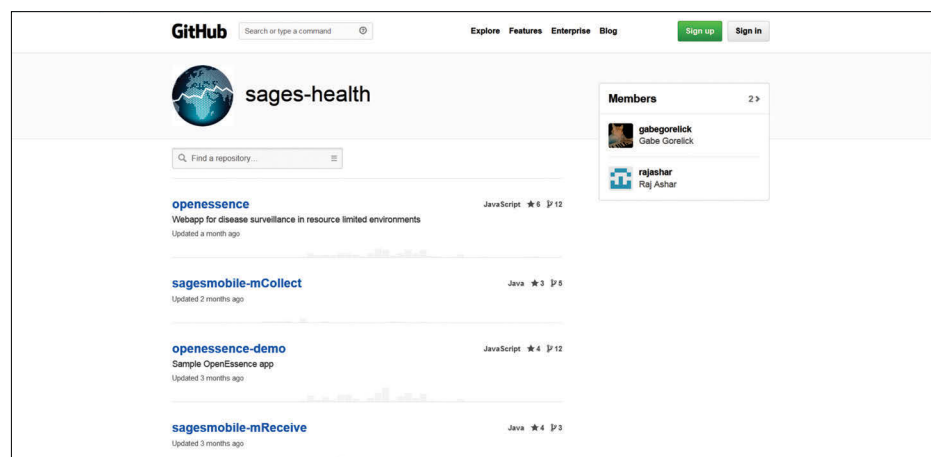 GitHub
Search or type a command
Explore Features Enterprise Blog
Sign up
Sign in
sages-health
Members 2
gabegorelick
Gabe Gorelick
rajashar
Raj Ashar
Find a repository...
openessence
JavaScript 6 12
Webapp for disease surveillance in resource limited environments
Updated a month ago
sagesmobile-mCollect
Java 3 5
Updated 2 months ago
openessence-demo
JavaScript 4 12
Sample OpenEssence app
Updated 3 months ago
sagesmobile-mReceive
Java 4 3
Updated 3 months ago